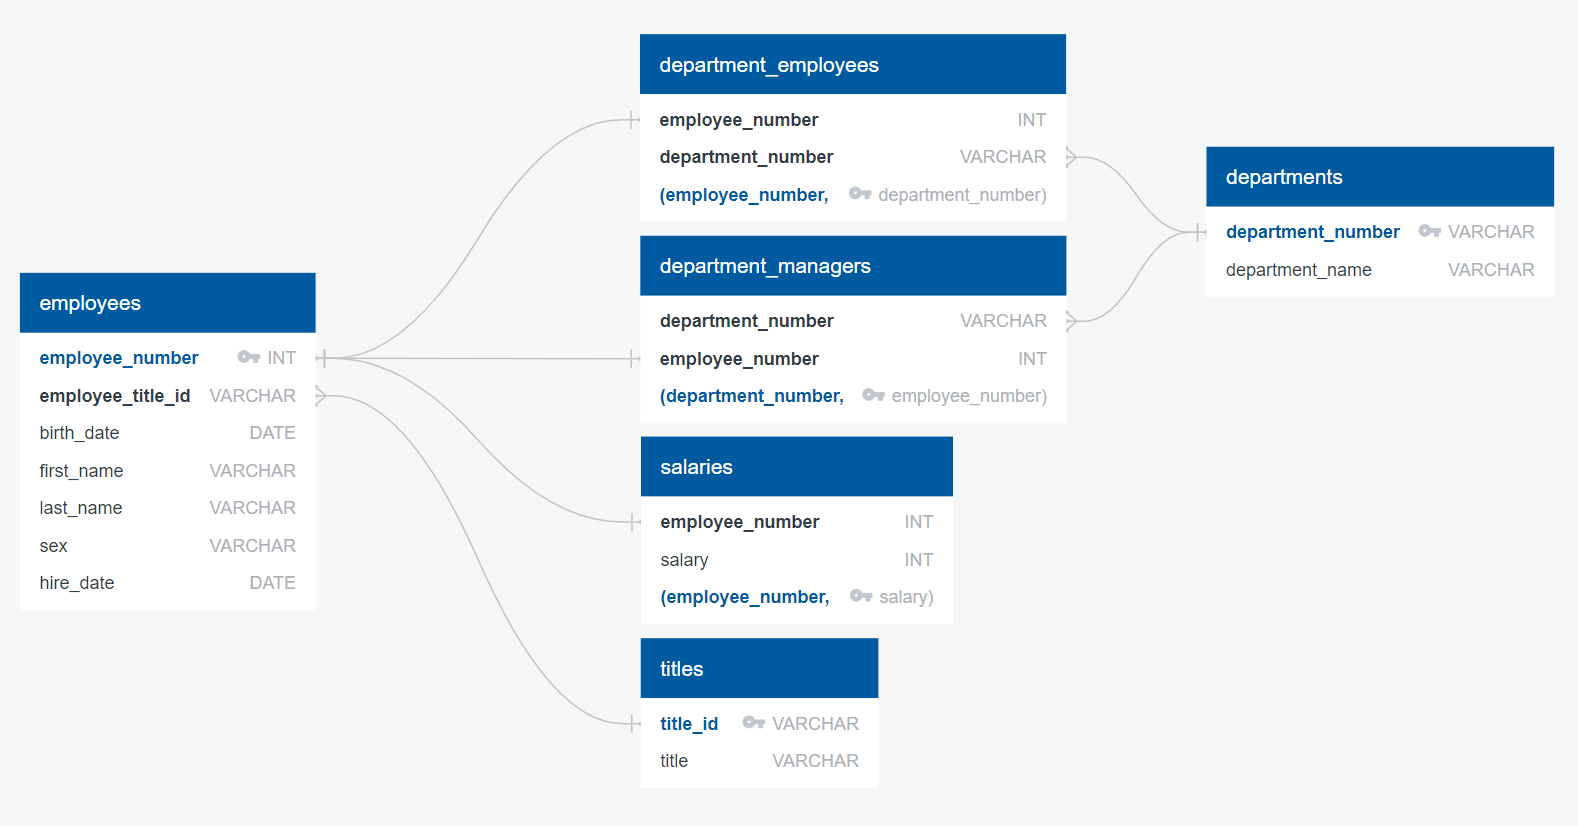 employees
employee_number INT
employee_title_id VARCHAR
birth_date DATE
first_name VARCHAR
last_name VARCHAR
sex VARCHAR
hire_date DATE
department_employees
employee_number INT
department_number VARCHAR
(employee_number, department_number)
department_managers
department_number VARCHAR
employee_number INT
(department_number, employee_number)
salaries
employee_number INT
salary INT
(employee_number, salary)
titles
title_id VARCHAR
title VARCHAR
departments
department_number VARCHAR
department_name VARCHAR